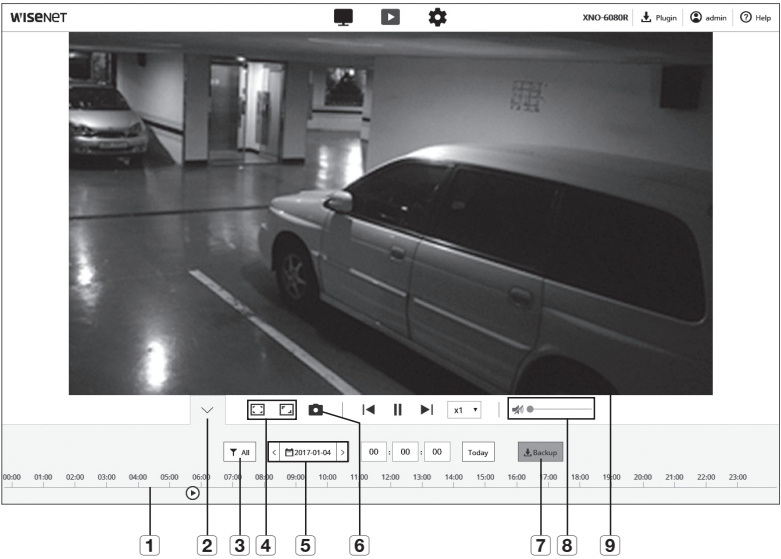 WISENET
XNO-6080R Plugin admin Help
x1
All 2017-01-04 00 : 00 : 00 Today Backup
00:00 01:00 02:00 03:00 04:00 05:00 06:00 07:00 08:00 09:00 10:00 11:00 12:00 13:00 14:00 15:00 16:00 17:00 18:00 19:00 20:00 21:00 22:00 23:00
1 2 3 4 5 6 7 8 9